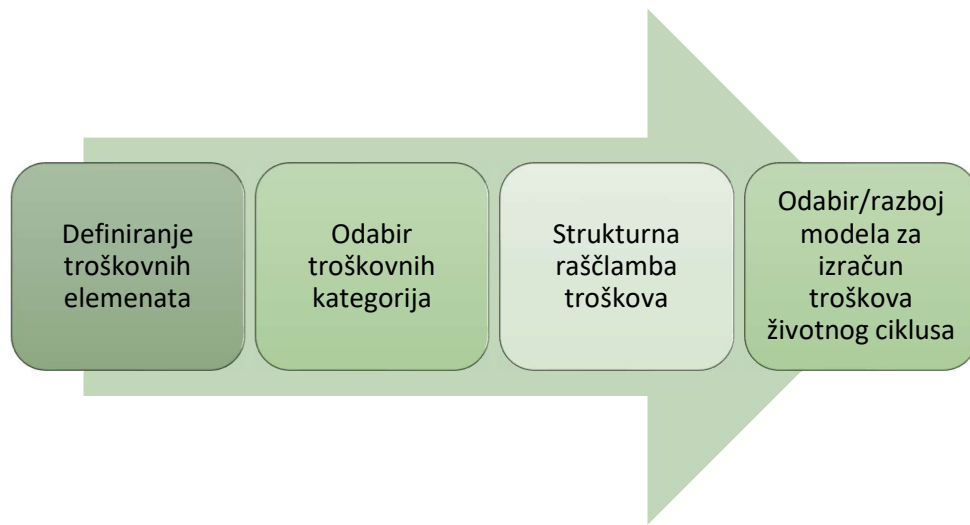 Definiranje
troškovnih
elemenata
Odabir
troškovnih
kategorija
Strukturna
raščlamba
troškova
Odabir/razboj
modela za
izračun
troškova
životnog ciklusa